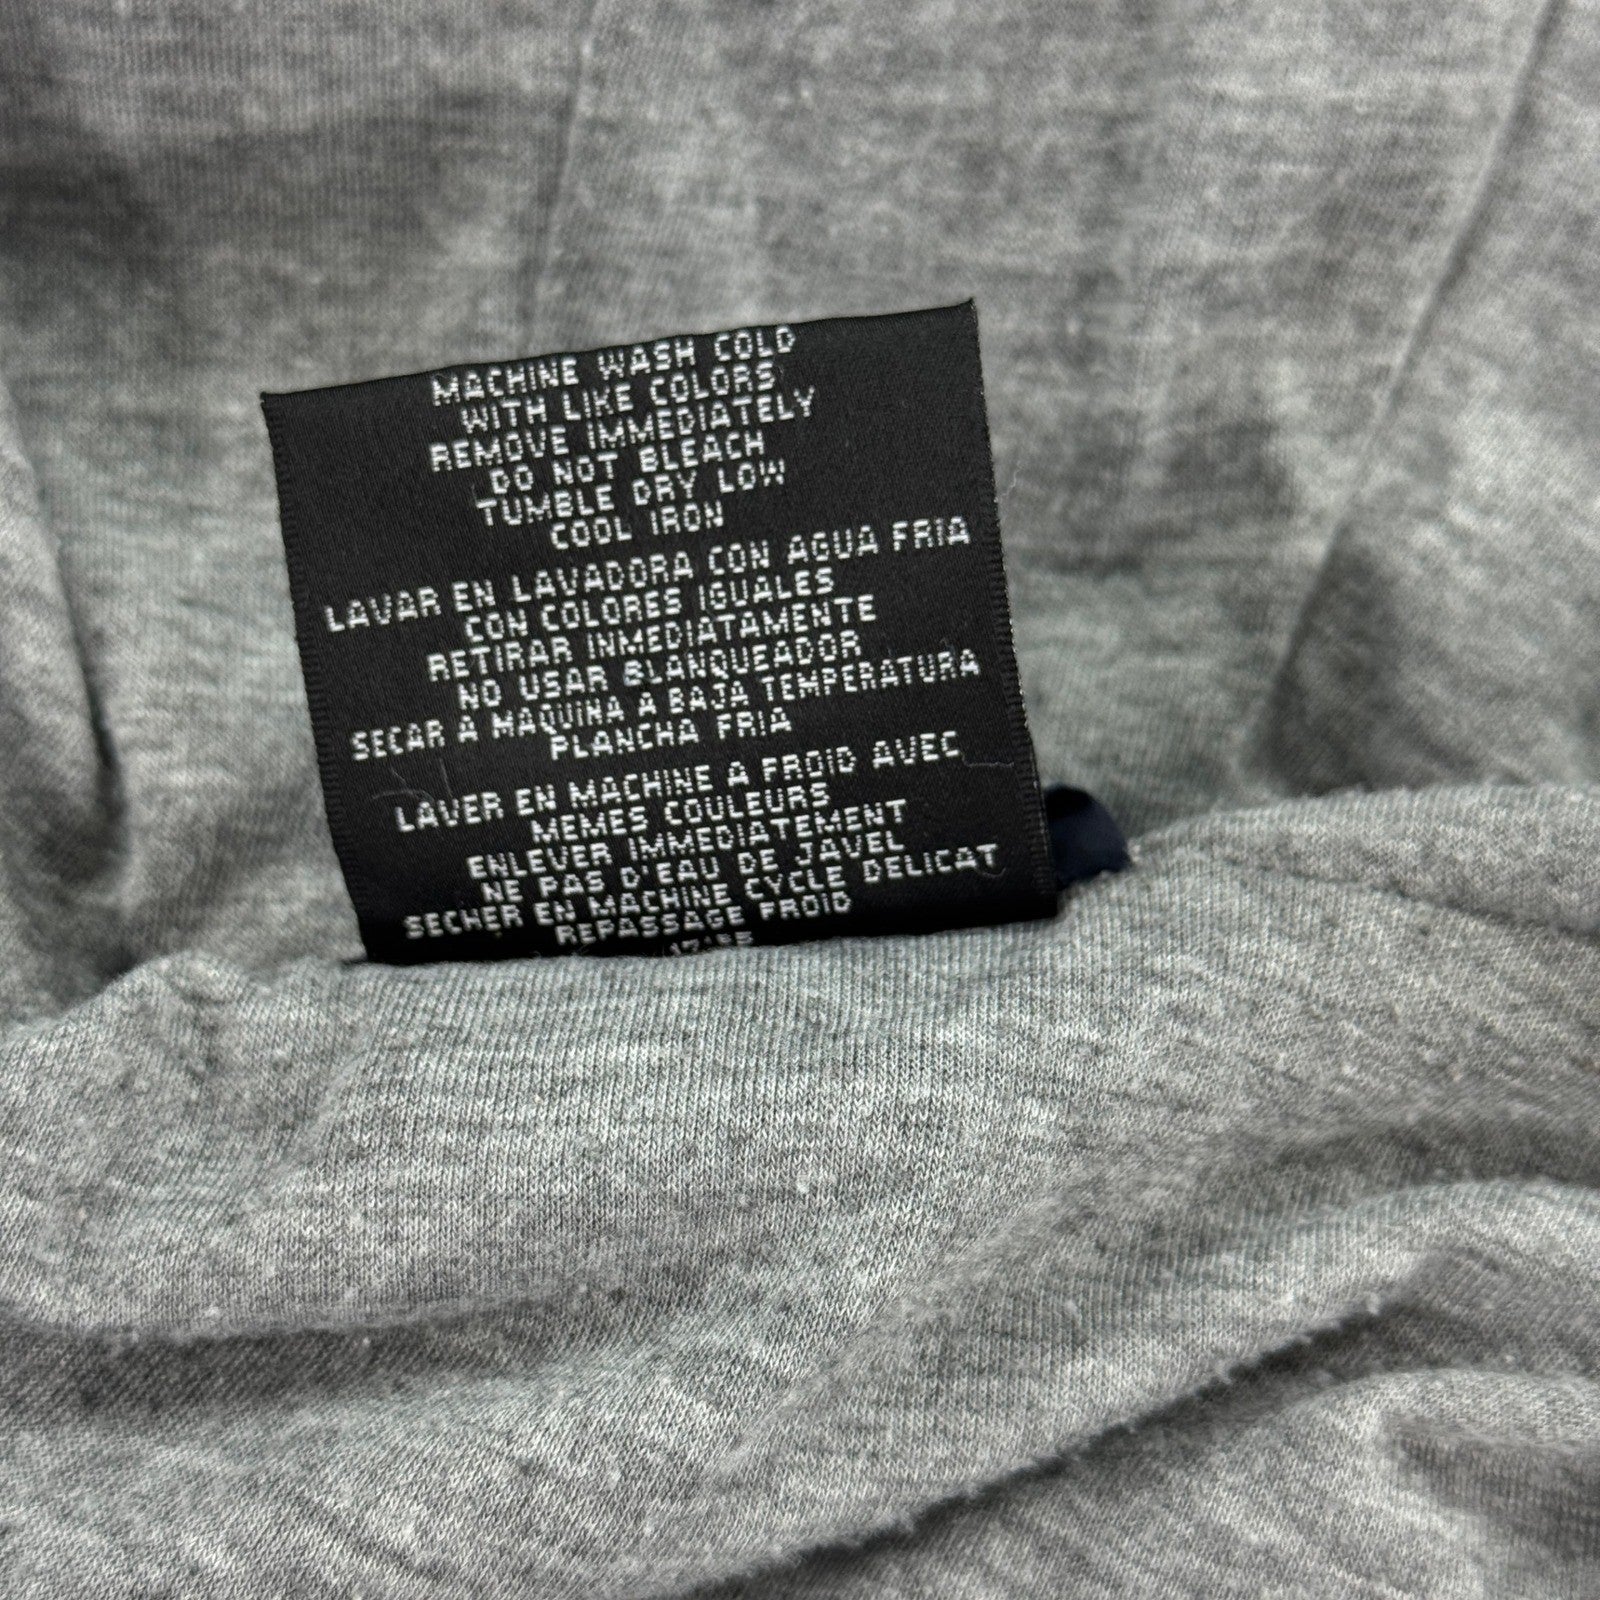 MACHINE WASH COLD
WITH LIKE COLORS
REMOVE IMMEDIATELY
DO NOT BLEACH
TUMBLE DRY LOW
COOL IRON
LAVAR EN LAVADORA CON AGUA FRIA
CON COLORES IGUALES
RETIRAR INMEDIATAMENTE
NO USAR BLANQUEADOR
SECAR A MAQUINA A BAJA TEMPERATURA
PLANCHA FRIA
LAVER EN MACHINE A FROID AVEC
MEMES COULEURS
ENLEVER IMMEDIATEMENT
NE PAS D'EAU DE JAVEL
SECHER EN MACHINE CYCLE DELICAT
REPASSAGE FROID